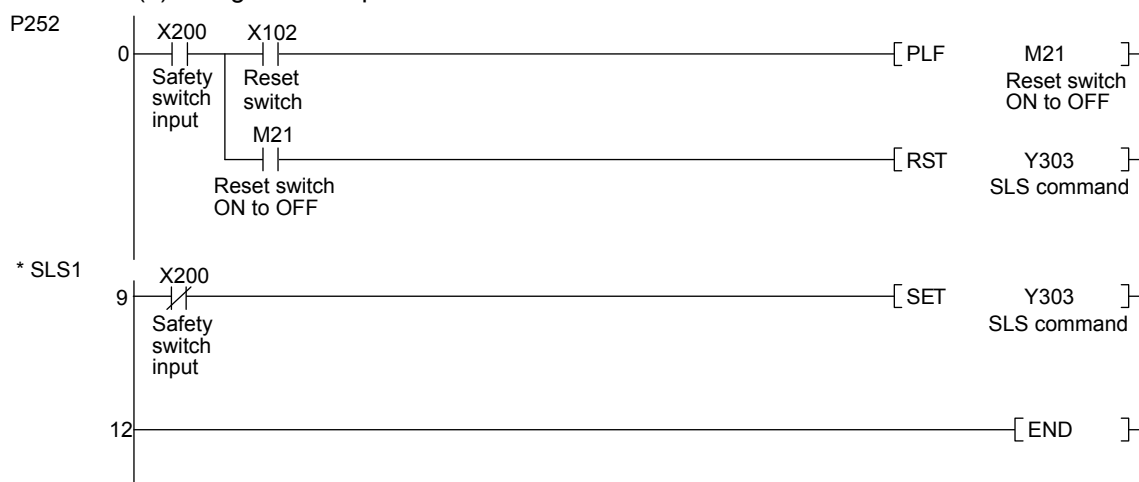 P252
X200
X102
0
PLF
M21
Safety
switch
input
Reset
switch
Reset switch
ON to OFF
M21
RST
Y303
Reset switch
ON to OFF
SLS command
* SLS1
X200
9
SET
Y303
Safety
switch
input
SLS command
12
END